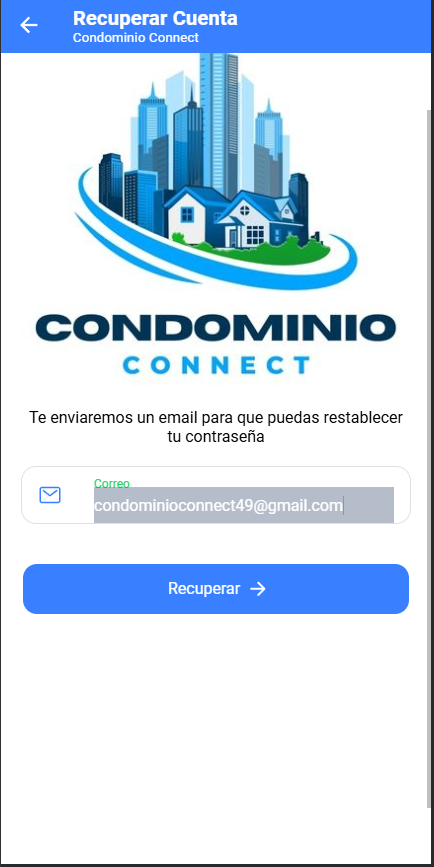 Recuperar Cuenta
Condominio Connect
CONDOMINIO
CONNECT
Te enviaremos un email para que puedas restablecer
tu contraseña
Correo
condominioconnect49@gmail.com
Recuperar